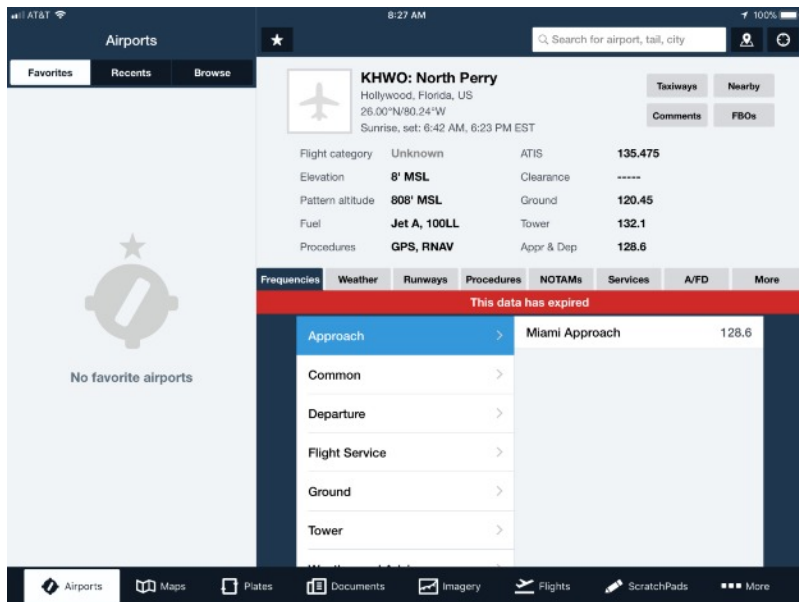 AT&T
8:27 AM
100%
Airports
Search for airport, tail, city
Favorites Recents Browse
KHWO: North Perry
Hollywood, Florida, US
26.00°N/80.24°W
Sunrise, set: 6:42 AM, 6:23 PM EST
Taxiways Nearby
Comments FBOs
Flight category Unknown ATIS 135.475
Elevation 8' MSL Clearance -----
Pattern altitude 808' MSL Ground 120.45
Fuel Jet A, 100LL Tower 132.1
Procedures GPS, RNAV Appr & Dep 128.6
Frequencies Weather Runways Procedures NOTAMs Services A/FD More
This data has expired
No favorite airports
Approach
Common
Departure
Flight Service
Ground
Tower
Miami Approach 128.6
Airports Maps Plates Documents Imagery Flights ScratchPads More